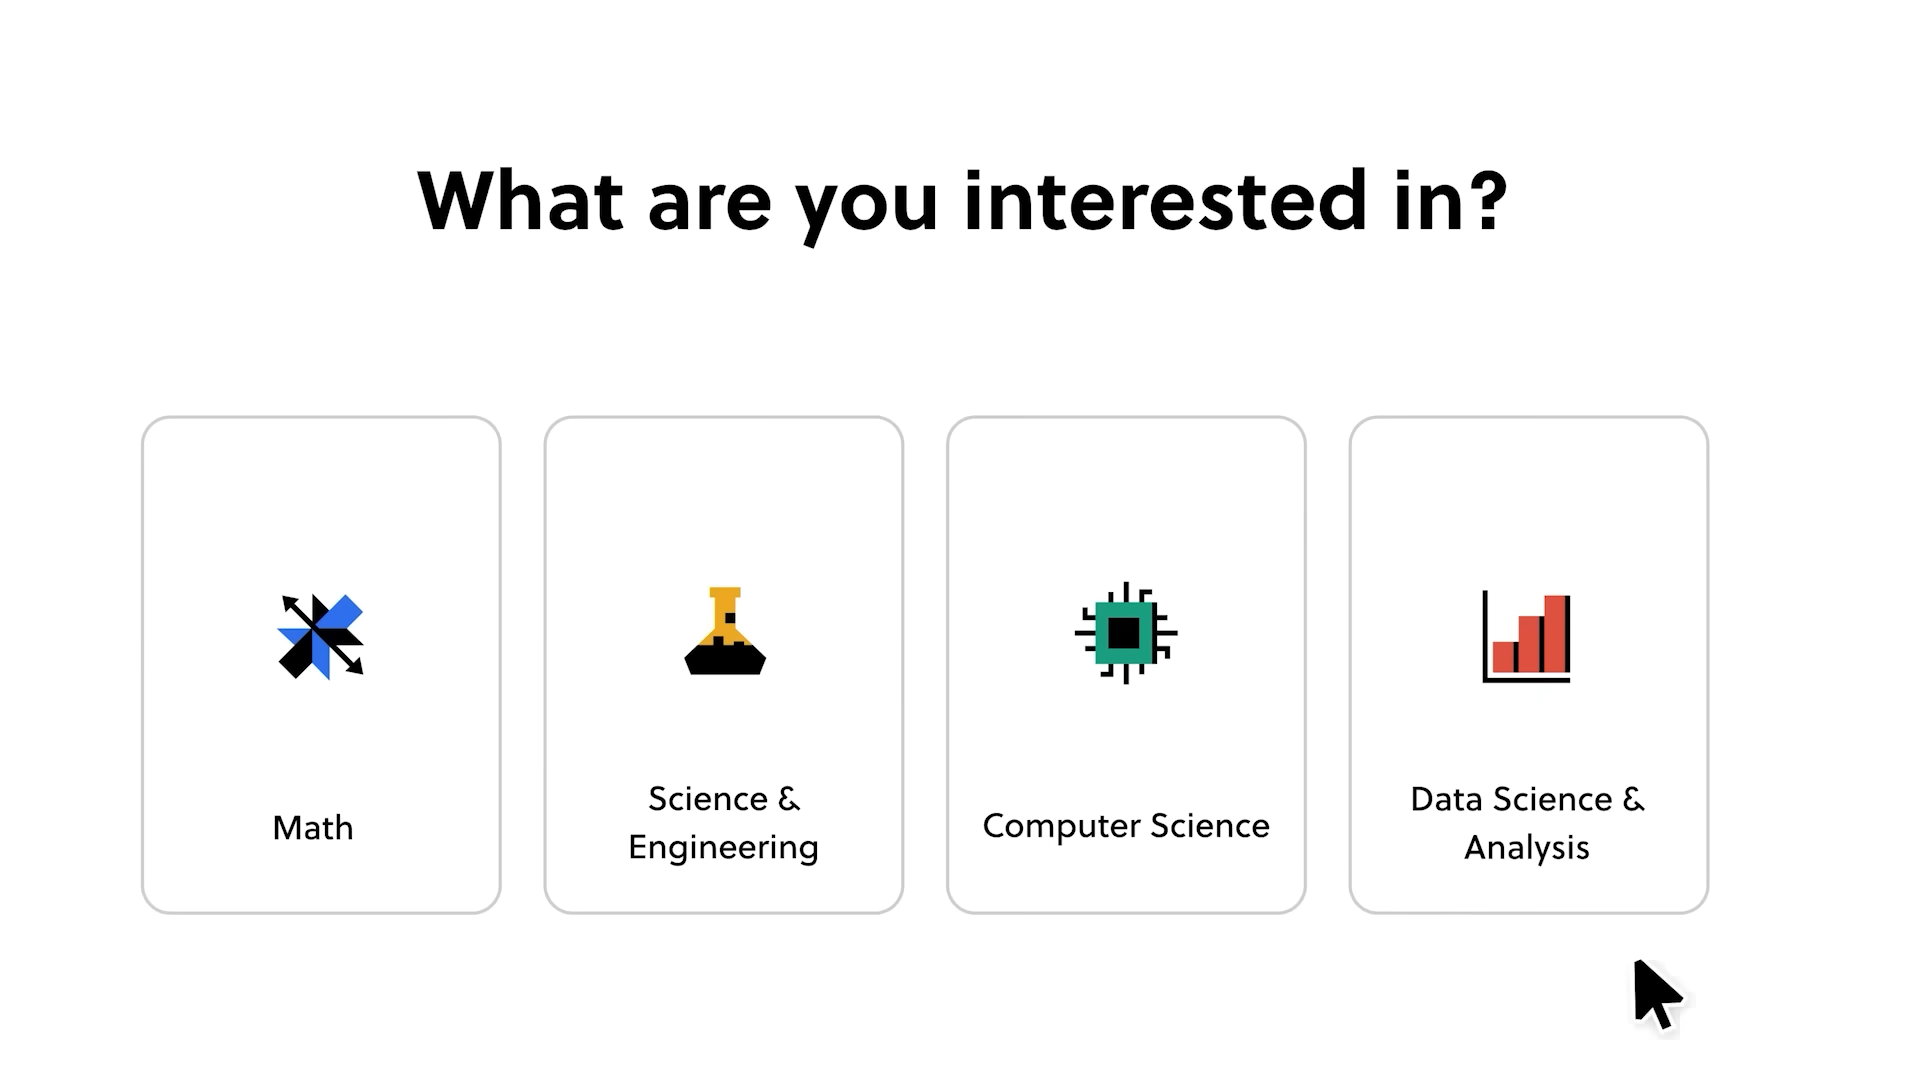 What are you interested in?
Math
Science &
Engineering
Computer Science
Data Science &
Analysis